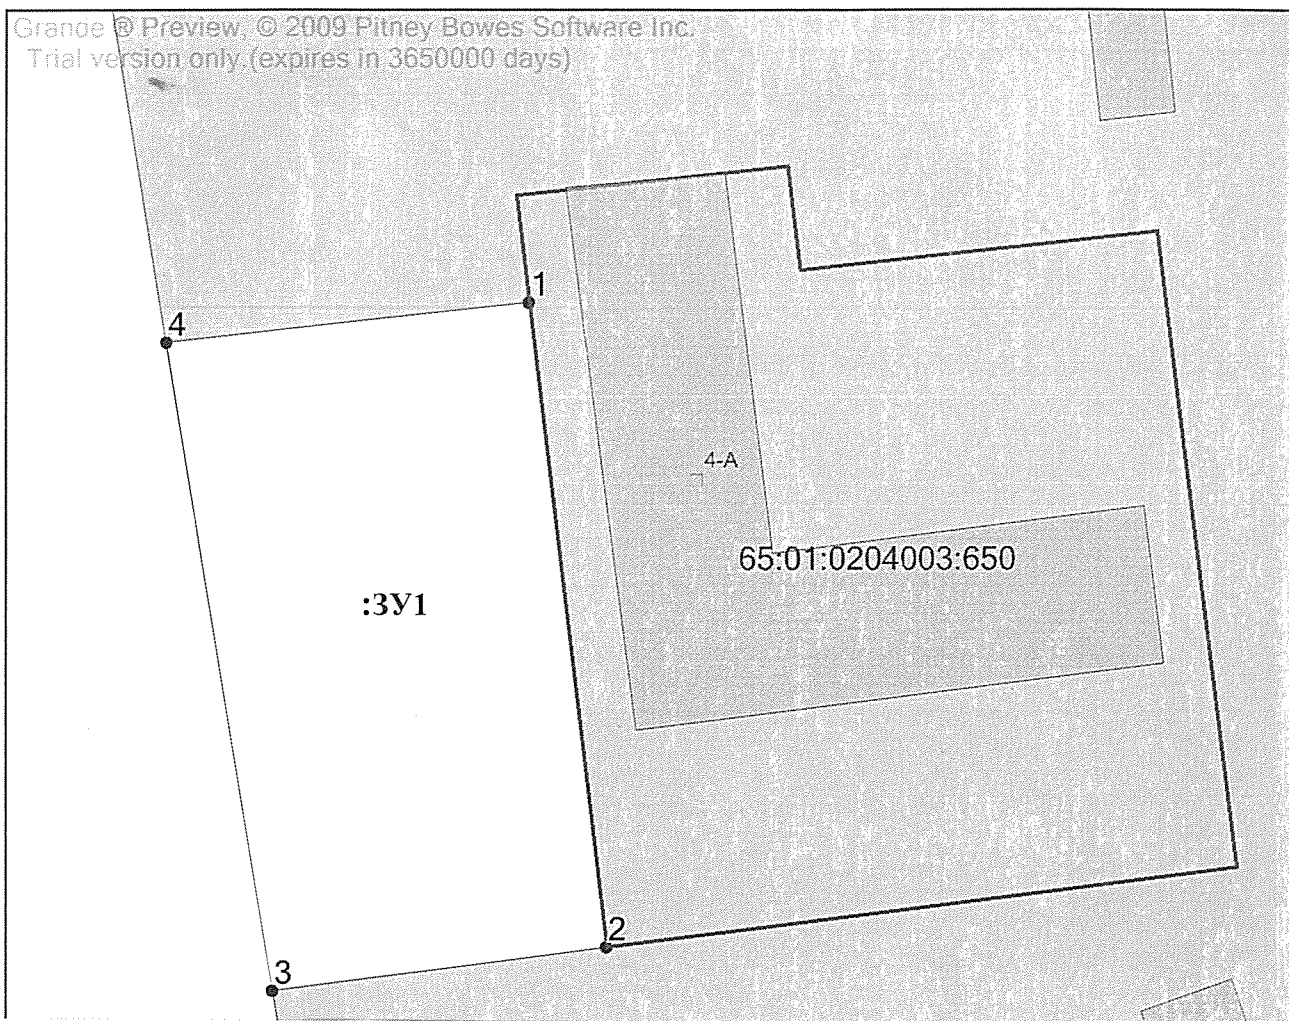 Grande ® Preview, © 2009 Pitney Bowes Software Inc.
Trial version only.(expires in 3650000 days)
1
4
4-А
65:01:0204003:650
:ЗУ1
2
3